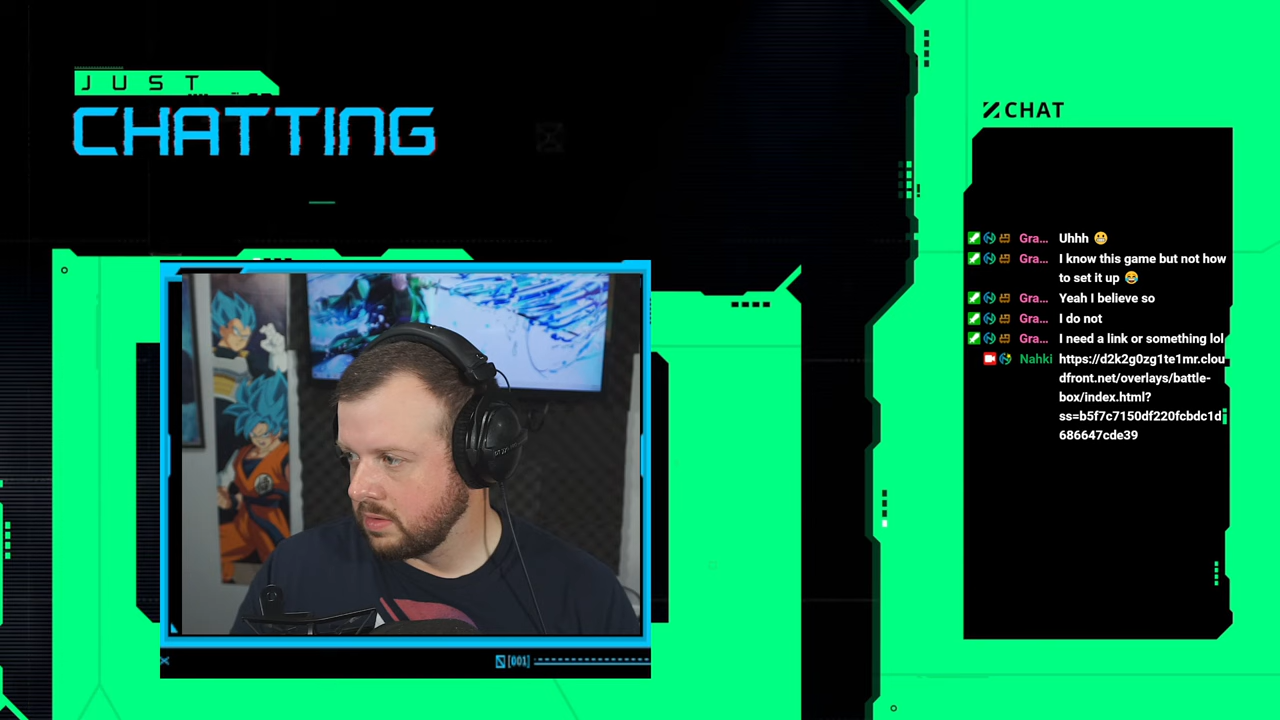 JUST
CHATTING
CHAT
Gra... Uhhh 😬
Gra... I know this game but not how
to set it up 😂
Gra... Yeah I believe so
Gra... I do not
Gra... I need a link or something lol
Nahki https://d2k2g0zg1te1mr.clou
dfront.net/overlays/battle-
box/index.html?
ss=b5f7c7150df220fcbdc1d
686647cde39
[001]